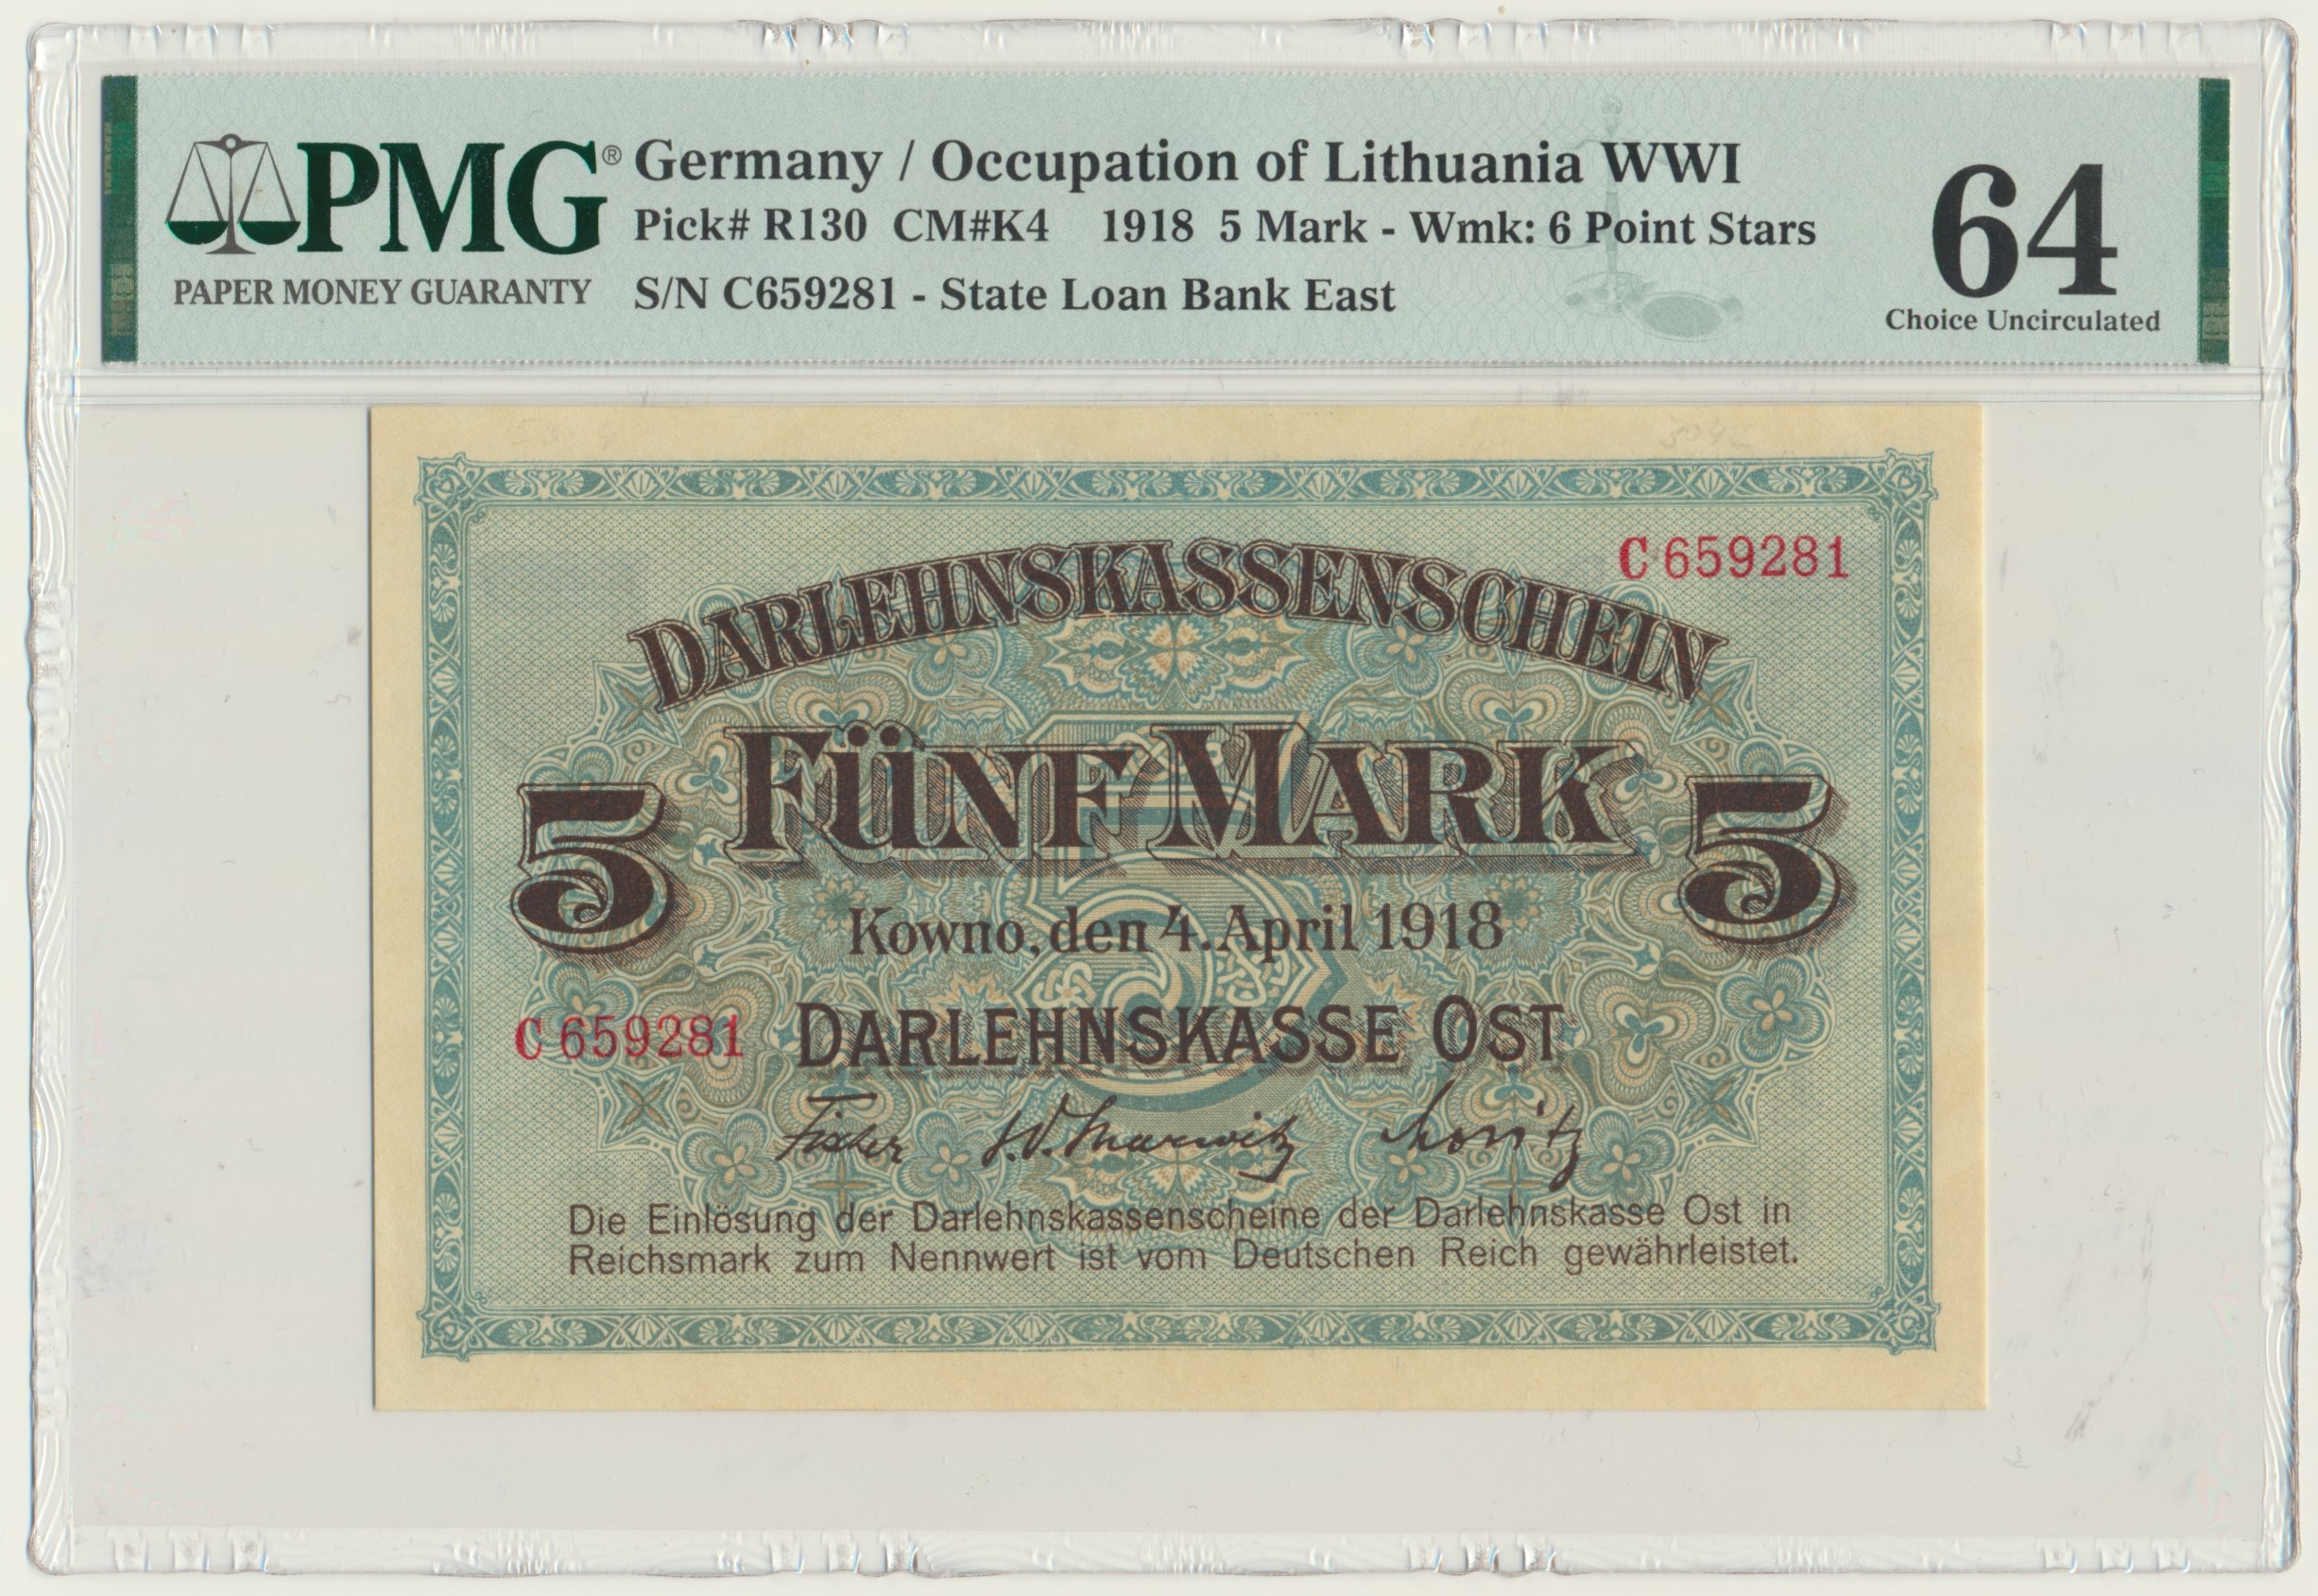 PMG®
PAPER MONEY GUARANTY
Germany / Occupation of Lithuania WWI
Pick# R130 CM#K4 1918 5 Mark - Wmk: 6 Point Stars
S/N C659281 - State Loan Bank East
64
Choice Uncirculated
C 659281
DARLEHNSKASSENSCHEIN
5 FÜNF MARK 5
Kowno, den 4. April 1918
C 659281 DARLEHNSKASSE OST
Fischer
Die Einlösung der Darlehnskassenscheine der Darlehnskasse Ost in
Reichsmark zum Nennwert ist vom Deutschen Reich gewährleistet.